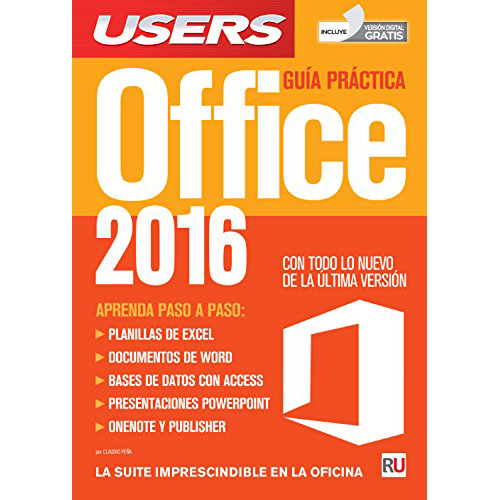 USERS
INCLUYE
VERSIÓN DIGITAL
GRATIS
GUÍA PRÁCTICA
Office
2016
CON TODO LO NUEVO
DE LA ÚLTIMA VERSIÓN
APRENDA PASO A PASO:
PLANILLAS DE EXCEL
DOCUMENTOS DE WORD
BASES DE DATOS CON ACCESS
PRESENTACIONES POWERPOINT
ONENOTE Y PUBLISHER
por CLAUDIO PEÑA
LA SUITE IMPRESCINDIBLE EN LA OFICINA
RU